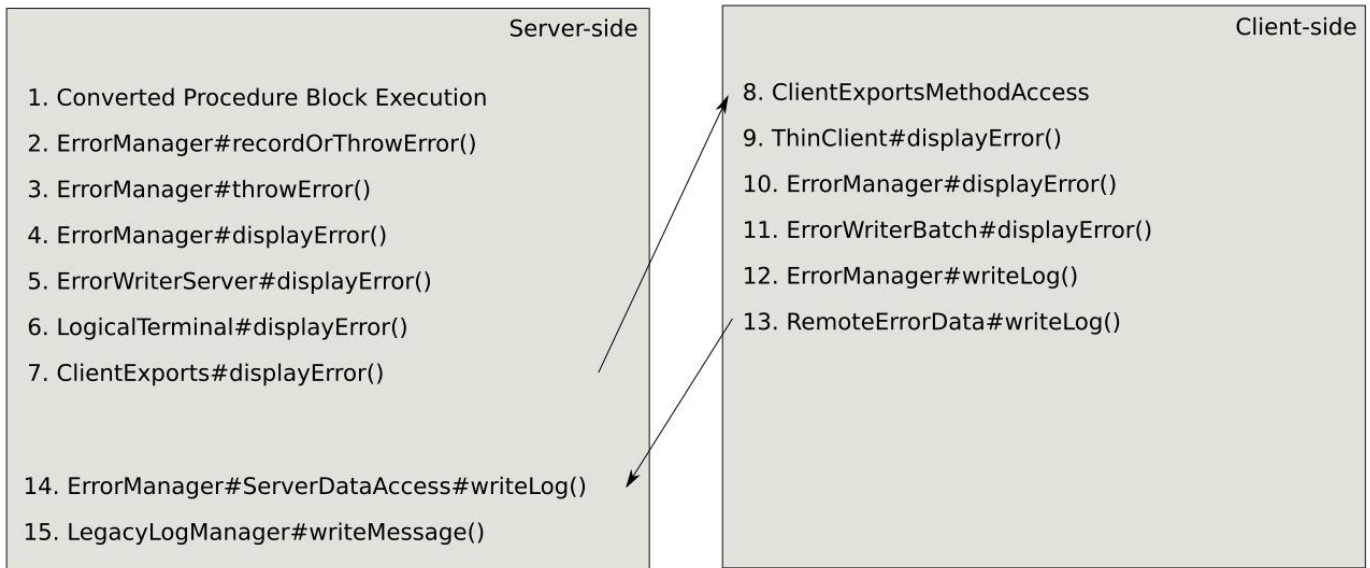 Server-side
1. Converted Procedure Block Execution
2. ErrorManager#recordOrThrowError()
3. ErrorManager#throwError()
4. ErrorManager#displayError()
5. ErrorWriterServer#displayError()
6. LogicalTerminal#displayError()
7. ClientExports#displayError()
14. ErrorManager#ServerDataAccess#writeLog()
15. LegacyLogManager#writeMessage()
Client-side
8. ClientExportsMethodAccess
9. ThinClient#displayError()
10. ErrorManager#displayError()
11. ErrorWriterBatch#displayError()
12. ErrorManager#writeLog()
13. RemoteErrorData#writeLog()